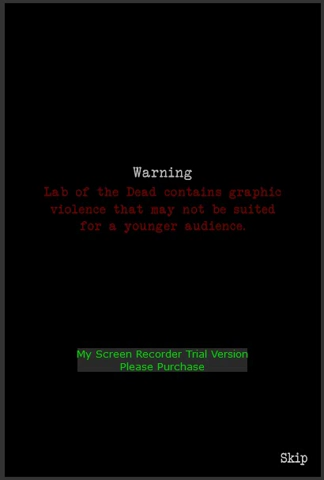 Warning
Lab of the Dead contains graphic
violence that may not be suited
for a younger audience.
My Screen Recorder Trial Version
Please Purchase
Skip